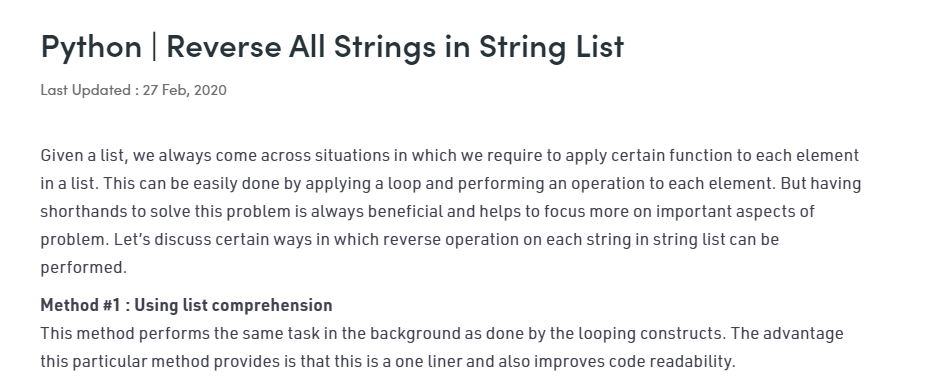 Python | Reverse All Strings in String List
Last Updated : 27 Feb, 2020
Given a list, we always come across situations in which we require to apply certain function to each element
in a list. This can be easily done by applying a loop and performing an operation to each element. But having
shorthands to solve this problem is always beneficial and helps to focus more on important aspects of
problem. Let’s discuss certain ways in which reverse operation on each string in string list can be
performed.
Method #1 : Using list comprehension
This method performs the same task in the background as done by the looping constructs. The advantage
this particular method provides is that this is a one liner and also improves code readability.